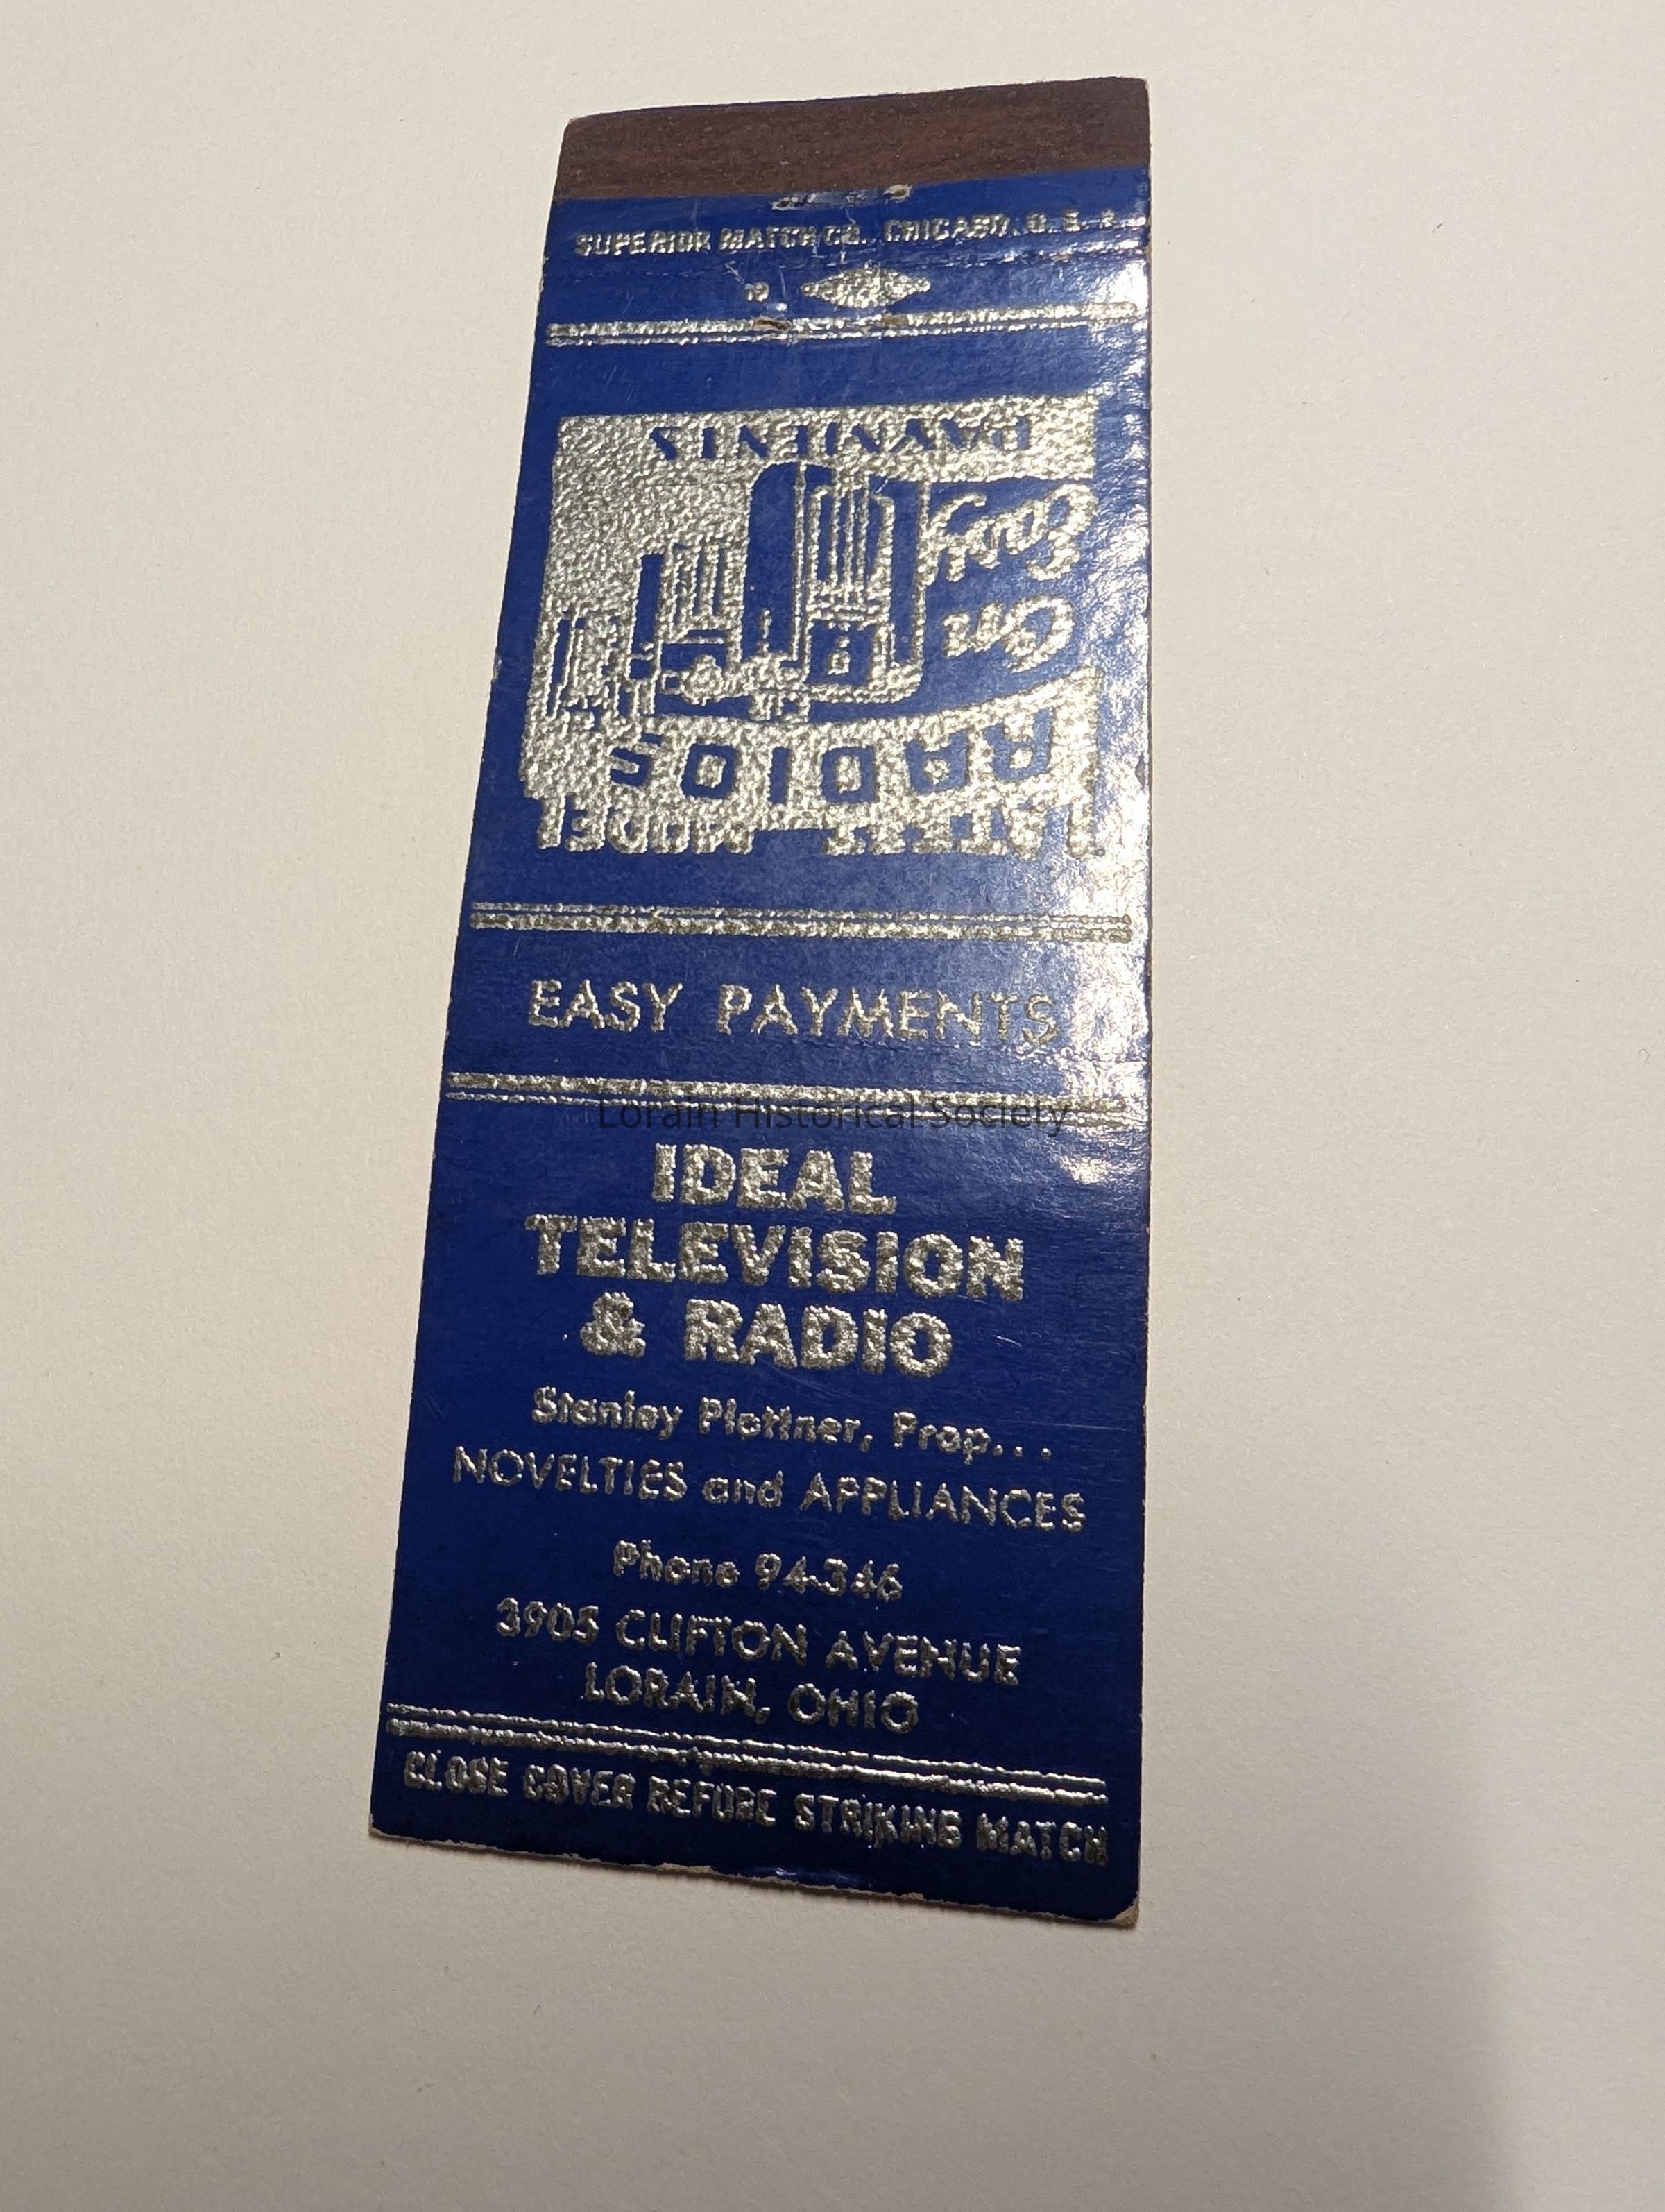 SUPERIOR MATCH CO., CHICAGO, U. S. A.
LATEST MODEL
RADIOS
On
Easy
PAYMENTS
EASY PAYMENTS
Lorain Historical Society
IDEAL
TELEVISION
& RADIO
Stanley Plottner, Prop...
NOVELTIES and APPLIANCES
Phone 94-346
3905 CLIFTON AVENUE
LORAIN, OHIO
CLOSE COVER BEFORE STRIKING MATCH